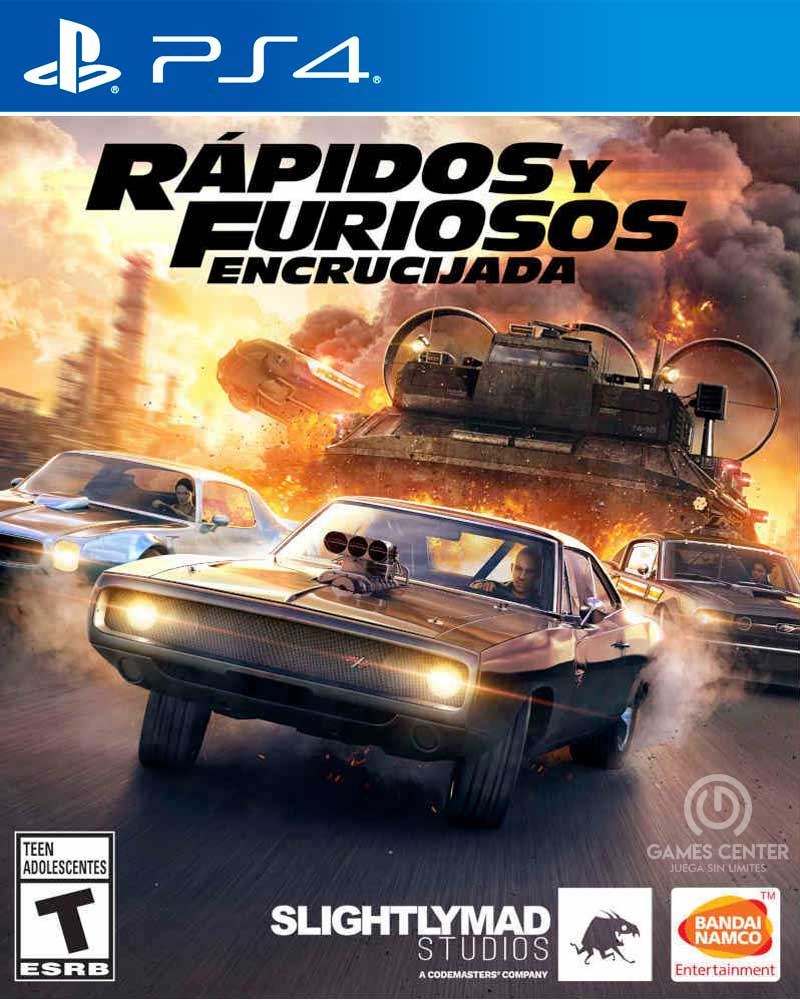 PS4
RÁPIDOS Y
FURIOSOS
ENCRUCIJADA
GAMES CENTER
JUEGA SIN LIMITES
TEEN
ADOLESCENTES
T
ESRB
SLIGHTLYMAD
STUDIOS
A CODEMASTERS® COMPANY
BANDAI
NAMCO
Entertainment
TM